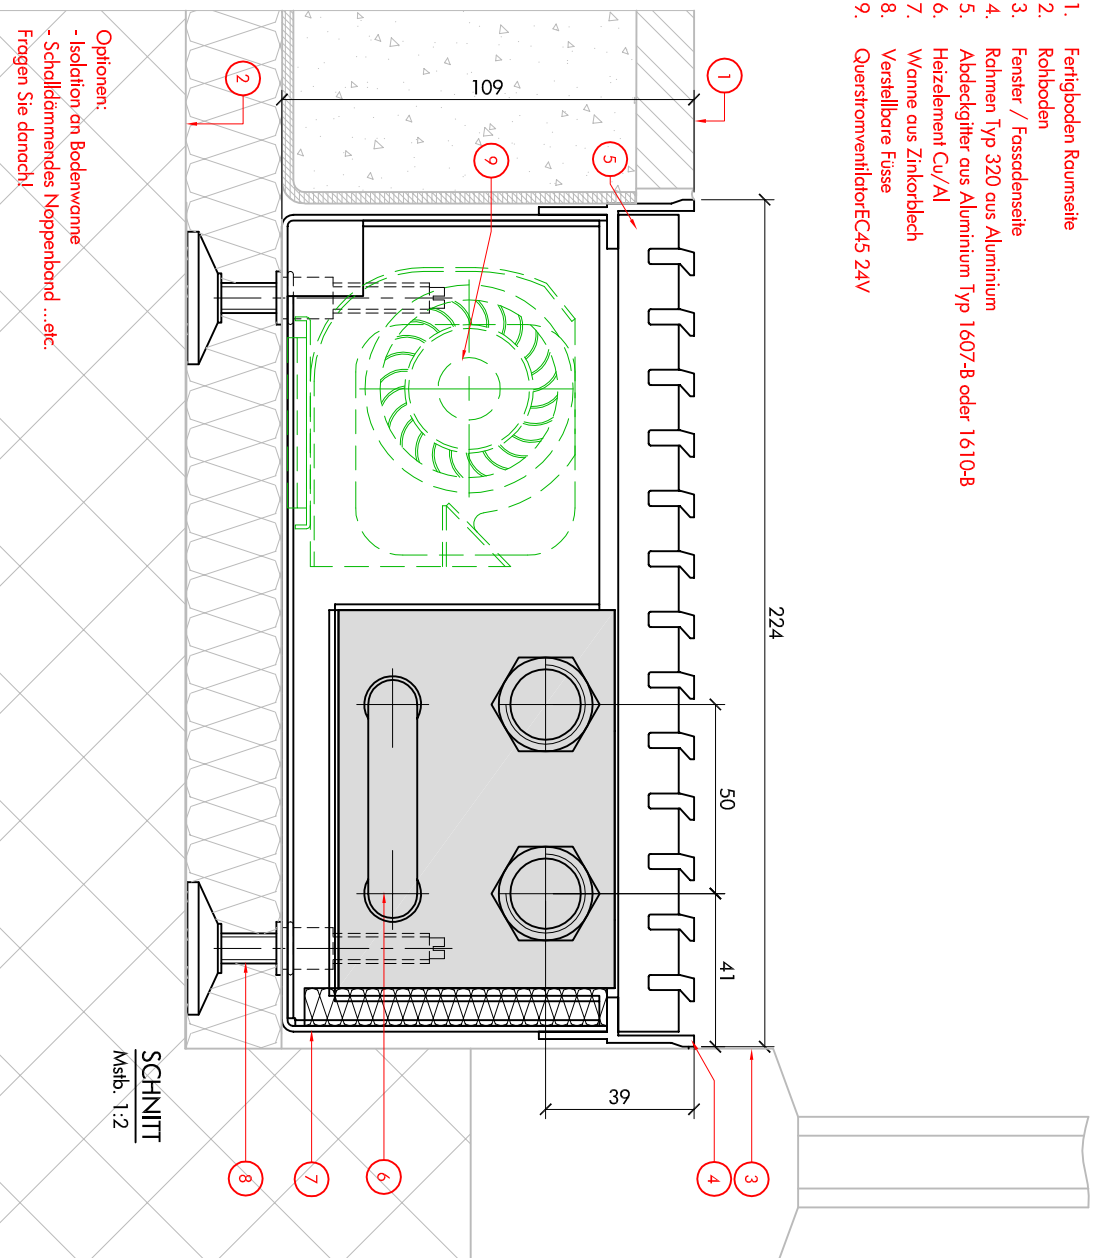 1. Fertigboden Raumseite
2. Rohboden
3. Fenster / Fassadenseite
4. Rahmen Typ 320 aus Aluminium
5. Abdeckgitter aus Aluminium Typ 1607-B oder 1610-B
6. Heizelement Cu/Al
7. Wanne aus Zinkorblech
8. Verstellbare Füsse
9. QuerstromventilatorEC45 24V
224
109
50
41
39
1
2
3
4
5
6
7
8
9
SCHNITT
Mstb. 1:2
Optionen:
- Isolation an Bodenwanne
- Schalldämmendes Noppenband ...etc.
Fragen Sie danach!